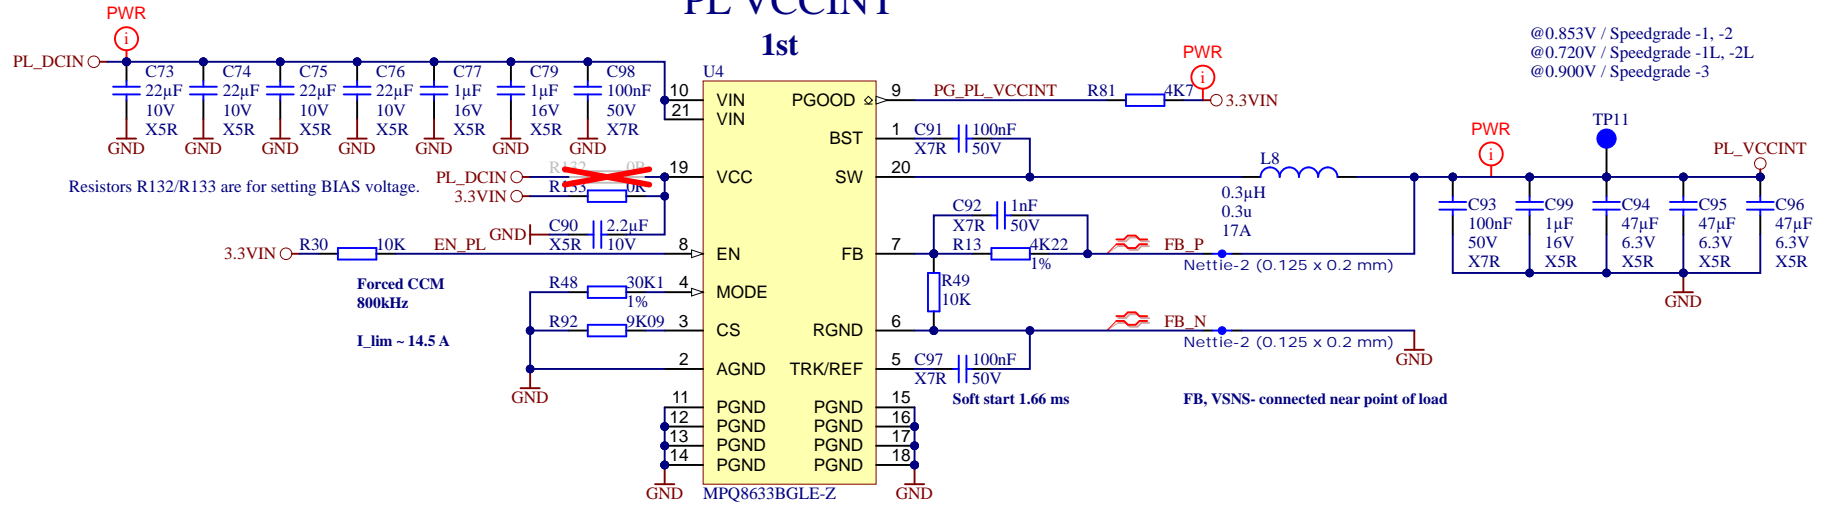 PL VCCINT
1st
PWR
i
PL_DCIN
C73
22µF
10V
X5R
GND
C74
22µF
10V
X5R
GND
C75
22µF
10V
X5R
GND
C76
22µF
10V
X5R
GND
C77
1µF
16V
X5R
GND
C79
1µF
16V
X5R
GND
C98
100nF
50V
X7R
GND
Resistors R132/R133 are for setting BIAS voltage.
R132 0R
PL_DCIN
R133 0R
3.3VIN
GND
C90 2.2µF
X5R 10V
3.3VIN
R30 10K
EN_PL
Forced CCM
800kHz
I_lim ~ 14.5 A
R48 30K1
1%
R92 9K09
GND
U4
10 VIN
21 VIN
19 VCC
8 EN
4 MODE
3 CS
2 AGND
11 PGND
12 PGND
13 PGND
14 PGND
GND
MPQ8633BGLE-Z
PGOOD 9
BST 1
SW 20
FB 7
RGND 6
TRK/REF 5
PGND 15
PGND 16
PGND 17
PGND 18
GND
PG_PL_VCCINT
R81 4K7
PWR
i
3.3VIN
C91 100nF
X7R 50V
L8
0.3µH
0.3u
17A
C92 1nF
X7R 50V
R13 4K22
1%
R49
10K
FB_P
Nettie-2 (0.125 x 0.2 mm)
FB_N
Nettie-2 (0.125 x 0.2 mm)
GND
C97 100nF
X7R 50V
Soft start 1.66 ms
FB, VSNS- connected near point of load
@0.853V / Speedgrade -1, -2
@0.720V / Speedgrade -1L, -2L
@0.900V / Speedgrade -3
PWR
i
TP11
PL_VCCINT
C93
100nF
50V
X7R
C99
1µF
16V
X5R
C94
47µF
6.3V
X5R
C95
47µF
6.3V
X5R
C96
47µF
6.3V
X5R
GND